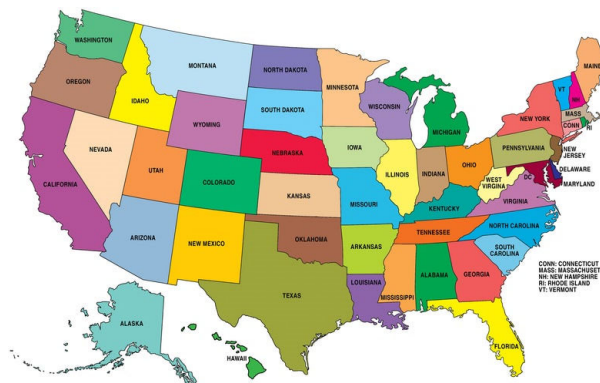 WASHINGTON
OREGON
IDAHO
MONTANA
WYOMING
NEVADA
CALIFORNIA
UTAH
COLORADO
ARIZONA
NEW MEXICO
NORTH DAKOTA
SOUTH DAKOTA
NEBRASKA
KANSAS
OKLAHOMA
TEXAS
MINNESOTA
IOWA
MISSOURI
ARKANSAS
LOUISIANA
WISCONSIN
ILLINOIS
MICHIGAN
INDIANA
OHIO
KENTUCKY
TENNESSEE
MISSISSIPPI
ALABAMA
GEORGIA
FLORIDA
SOUTH
CAROLINA
NORTH CAROLINA
VIRGINIA
WEST
VIRGINIA
DC
PENNSYLVANIA
NEW YORK
VT
NH
MAINE
MASS
CONN
RI
NEW
JERSEY
DELAWARE
MARYLAND
CONN: CONNECTICUT
MASS: MASSACHUSET
NH: NEW HAMPSHIRE
RI: RHODE ISLAND
VT: VERMONT
ALASKA
HAWAII